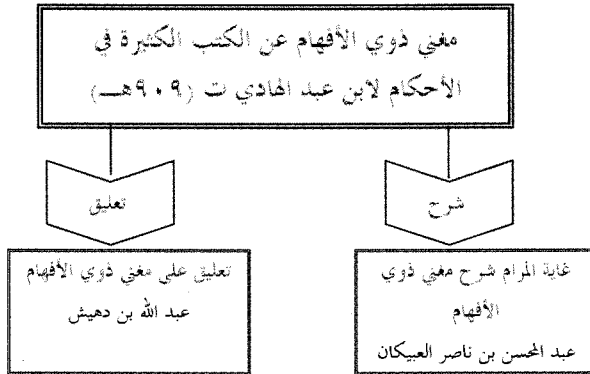 مغني ذوي الأفهام عن الكتب الكثيرة في
الأحكام لابن عبد الهادي ت (٩٠٩هـ)
شرح
تعليق
غاية المرام شرح مغني ذوي
الأفهام
عبد المحسن بن ناصر العبيكان
تعليق على مغني ذوي الأفهام
عبد الله بن دهيش